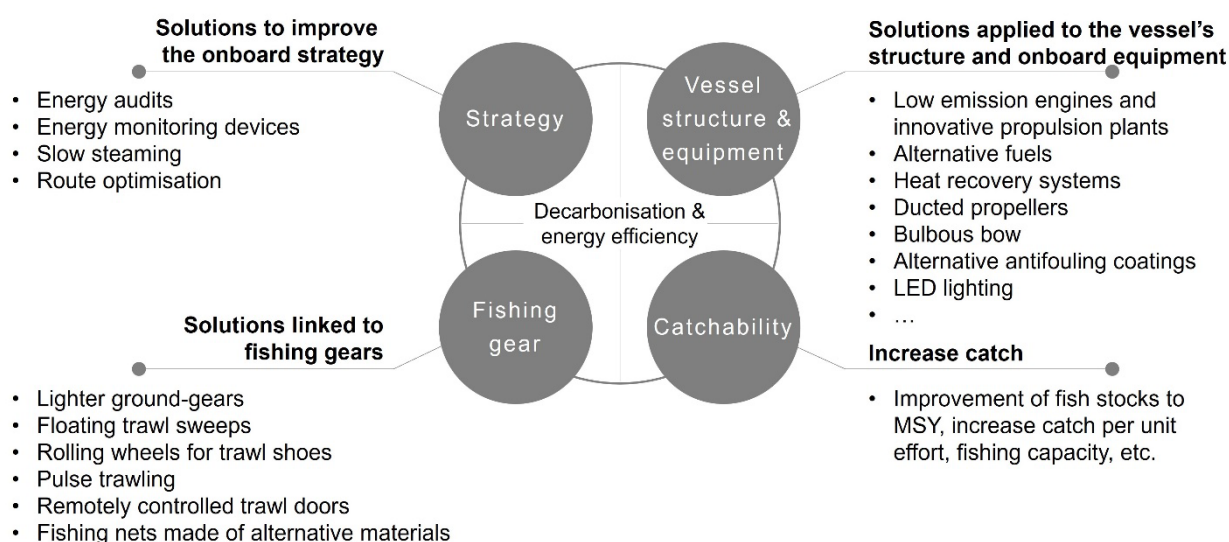 Solutions to improve
the onboard strategy
• Energy audits
• Energy monitoring devices
• Slow steaming
• Route optimisation
Strategy
Vessel
structure &
equipment
Solutions applied to the vessel's
structure and onboard equipment
• Low emission engines and
innovative propulsion plants
• Alternative fuels
• Heat recovery systems
• Ducted propellers
• Bulbous bow
• Alternative antifouling coatings
• LED lighting
• …
Decarbonisation &
energy efficiency
Solutions linked to
fishing gears
• Lighter ground-gears
• Floating trawl sweeps
• Rolling wheels for trawl shoes
• Pulse trawling
• Remotely controlled trawl doors
• Fishing nets made of alternative materials
Fishing
gear
Catchability
Increase catch
• Improvement of fish stocks to
MSY, increase catch per unit
effort, fishing capacity, etc.